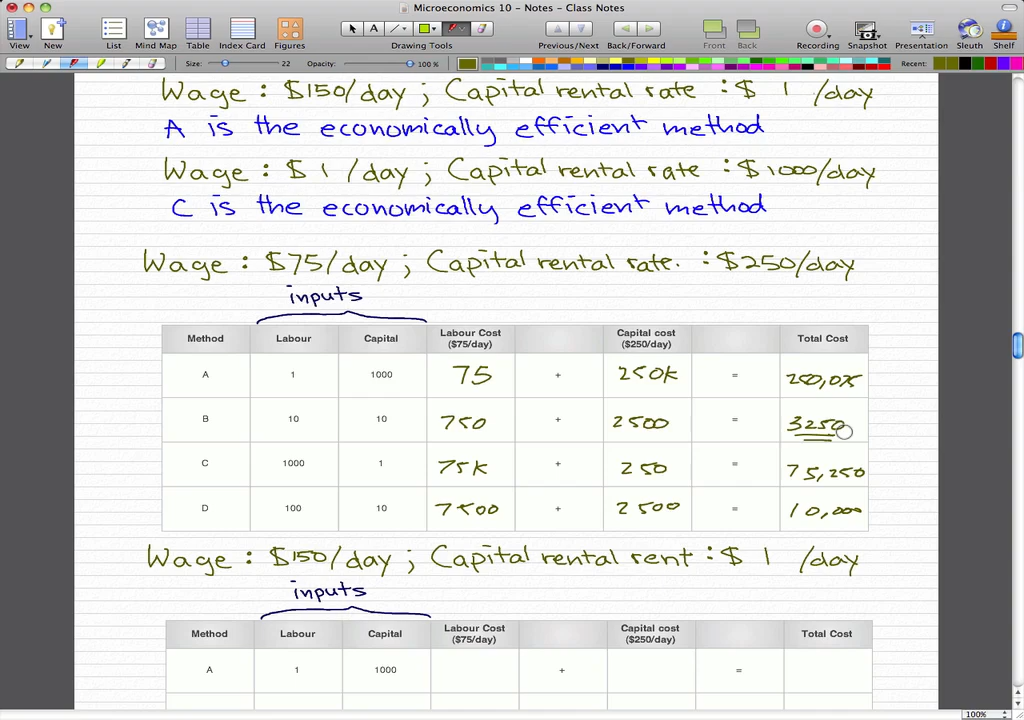 Microeconomics 10 - Notes - Class Notes
View New List Mind Map Table Index Card Figures Drawing Tools Previous/Next Back/Forward Front Back Recording Snapshot Presentation Sleuth Shelf
Size: 22 Opacity: 100 % Recent:
Wage : $150/day ; Capital rental rate : $ 1 /day
A is the economically efficient method
Wage : $ 1 /day ; Capital rental rate : $1000/day
C is the economically efficient method
Wage : $75/day ; Capital rental rate. : $250/day
inputs
Method Labour Capital Labour Cost ($75/day) Capital cost ($250/day) Total Cost
A 1 1000 75 + 250k = 250,075
B 10 10 750 + 2500 = 3250
C 1000 1 75k + 250 = 75,250
D 100 10 7500 + 2500 = 10,000
Wage : $150/day ; Capital rental rent : $ 1 /day
inputs
Method Labour Capital Labour Cost ($75/day) Capital cost ($250/day) Total Cost
A 1 1000 + =
100%